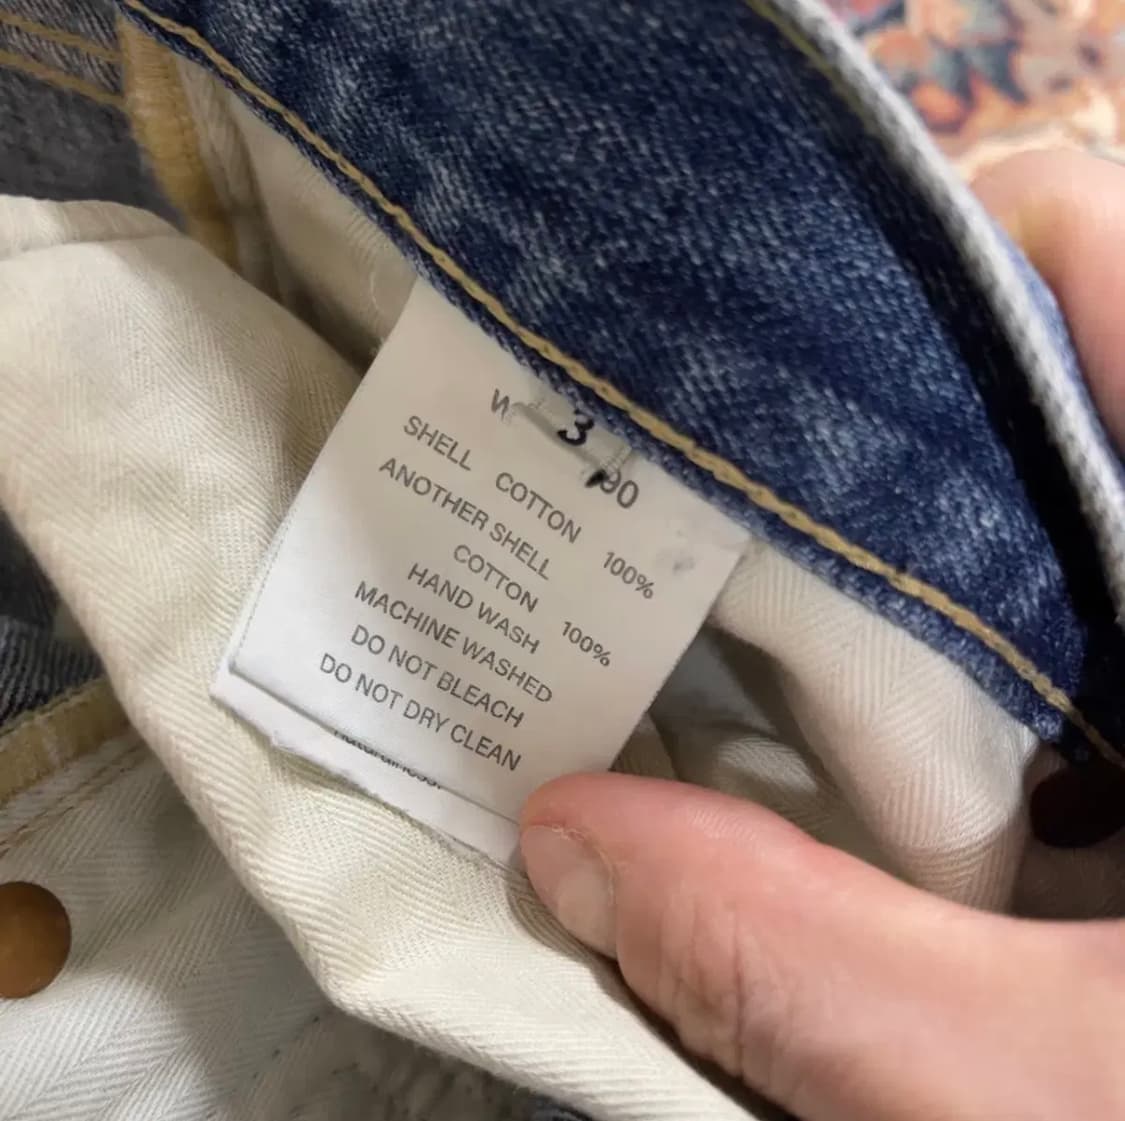 W 3 90
SHELL COTTON 100%
ANOTHER SHELL
COTTON 100%
HAND WASH
MACHINE WASHED
DO NOT BLEACH
DO NOT DRY CLEAN